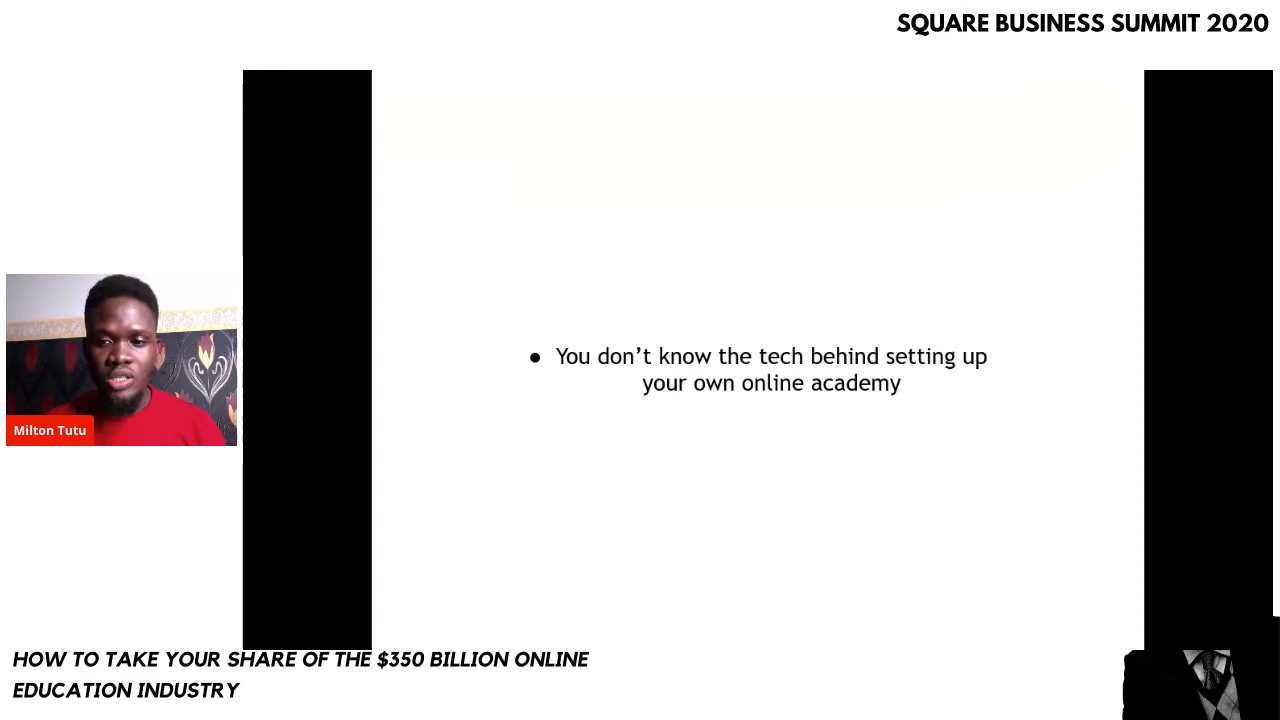 SQUARE BUSINESS SUMMIT 2020
● You don’t know the tech behind setting up
your own online academy
Milton Tutu
HOW TO TAKE YOUR SHARE OF THE $350 BILLION ONLINE
EDUCATION INDUSTRY